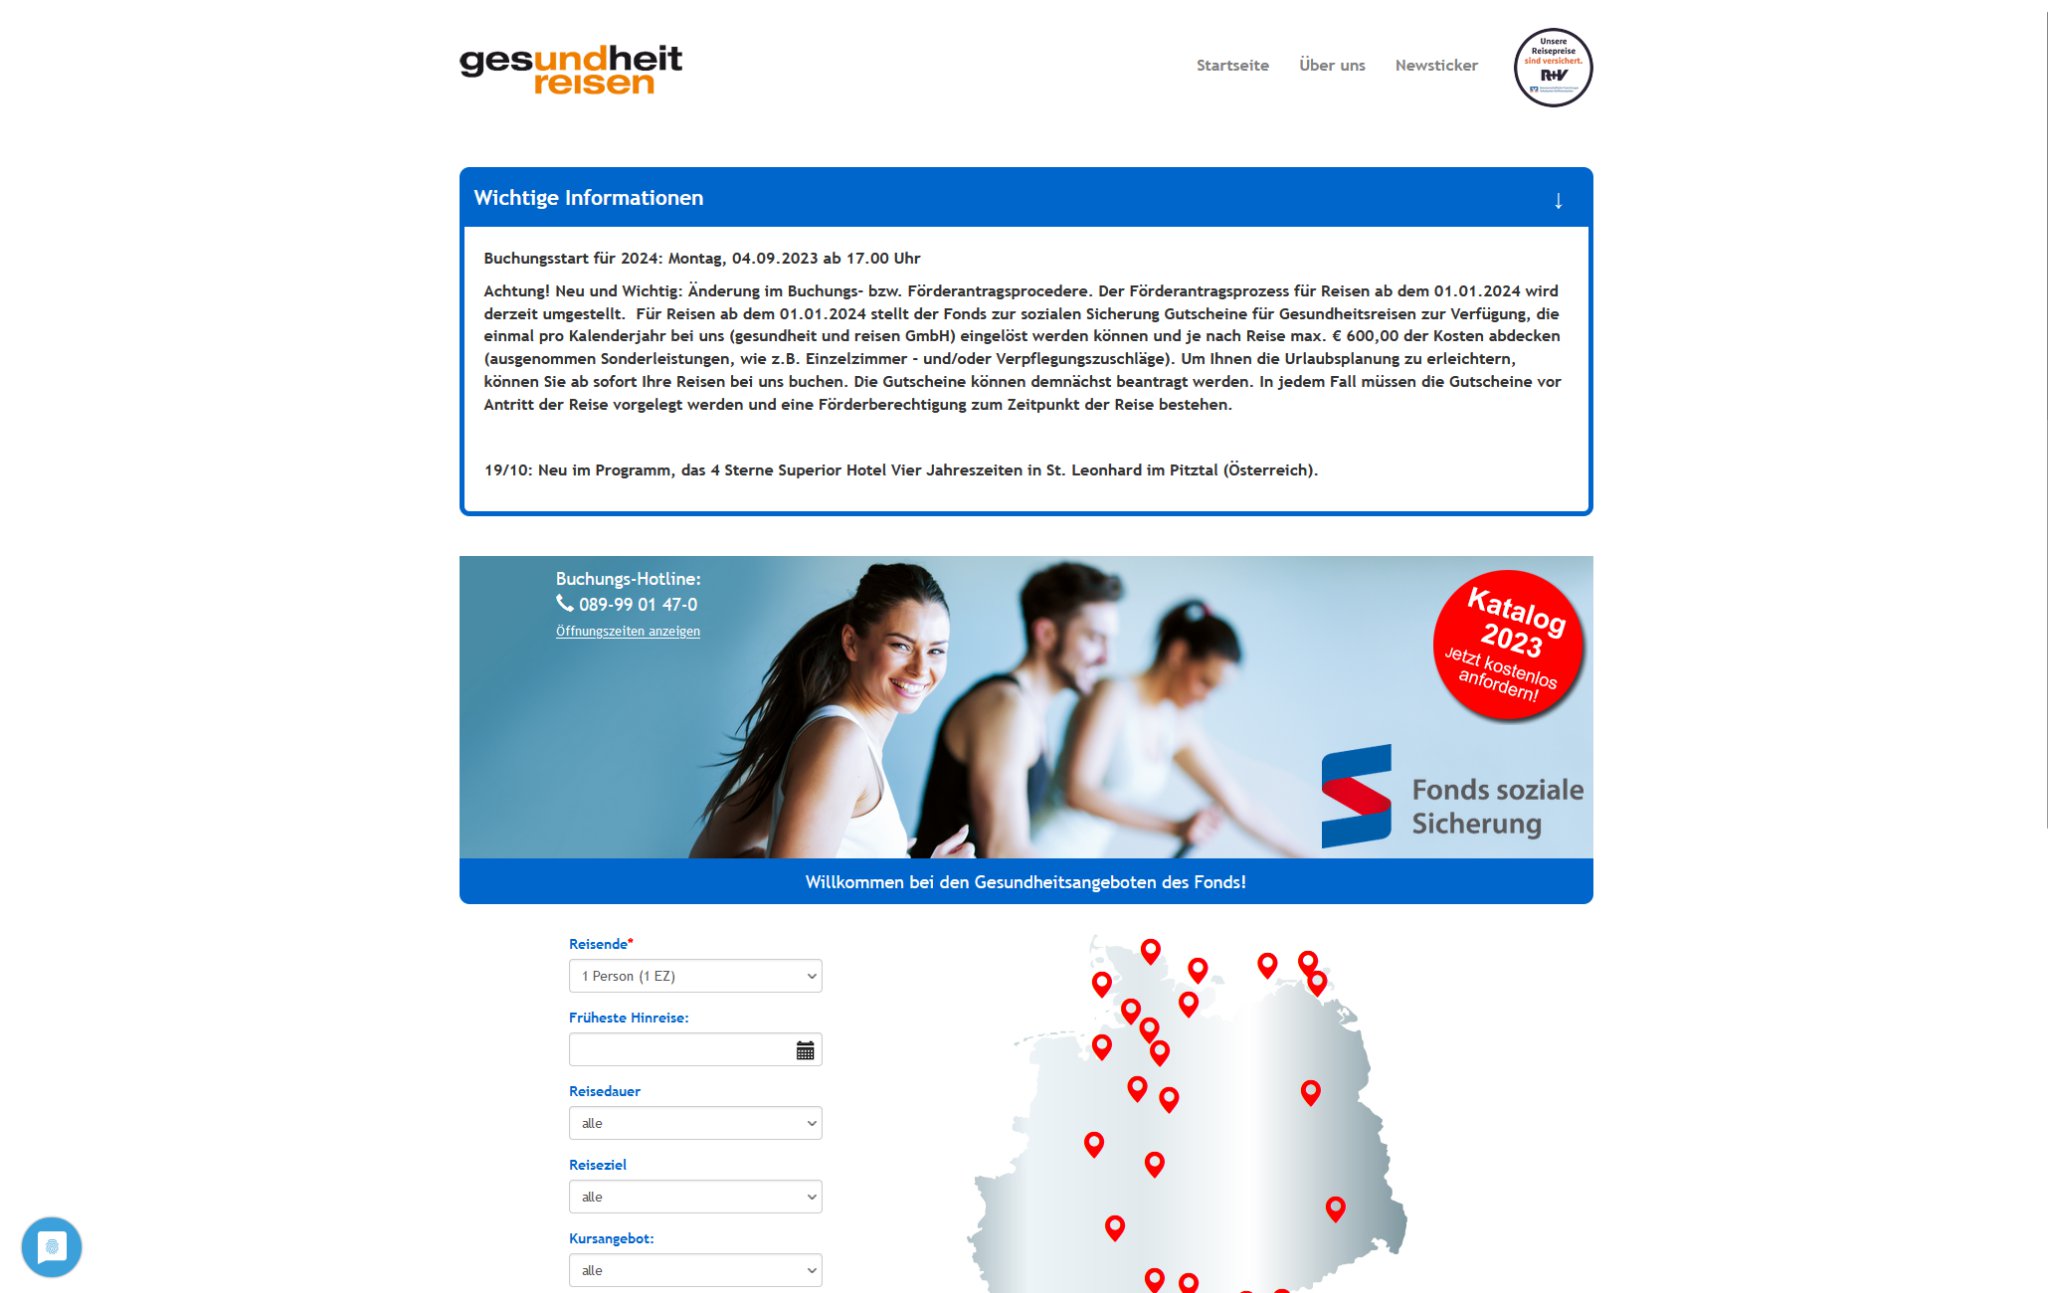 gesundheit
reisen
Startseite
Über uns
Newsticker
Unsere
Reisepreise
sind versichert.
R+V
Wichtige Informationen
↓
Buchungsstart für 2024: Montag, 04.09.2023 ab 17.00 Uhr
Achtung! Neu und Wichtig: Änderung im Buchungs- bzw. Förderantragsprocedere. Der Förderantragsprozess für Reisen ab dem 01.01.2024 wird
derzeit umgestellt.  Für Reisen ab dem 01.01.2024 stellt der Fonds zur sozialen Sicherung Gutscheine für Gesundheitsreisen zur Verfügung, die
einmal pro Kalenderjahr bei uns (gesundheit und reisen GmbH) eingelöst werden können und je nach Reise max. € 600,00 der Kosten abdecken
(ausgenommen Sonderleistungen, wie z.B. Einzelzimmer - und/oder Verpflegungszuschläge). Um Ihnen die Urlaubsplanung zu erleichtern,
können Sie ab sofort Ihre Reisen bei uns buchen. Die Gutscheine können demnächst beantragt werden. In jedem Fall müssen die Gutscheine vor
Antritt der Reise vorgelegt werden und eine Förderberechtigung zum Zeitpunkt der Reise bestehen.
19/10: Neu im Programm, das 4 Sterne Superior Hotel Vier Jahreszeiten in St. Leonhard im Pitztal (Österreich).
Buchungs-Hotline:
089-99 01 47-0
Öffnungszeiten anzeigen
Katalog
2023
Jetzt kostenlos
anfordern!
Fonds soziale
Sicherung
Willkommen bei den Gesundheitsangeboten des Fonds!
Reisende*
1 Person (1 EZ)
Früheste Hinreise:
Reisedauer
alle
Reiseziel
alle
Kursangebot:
alle